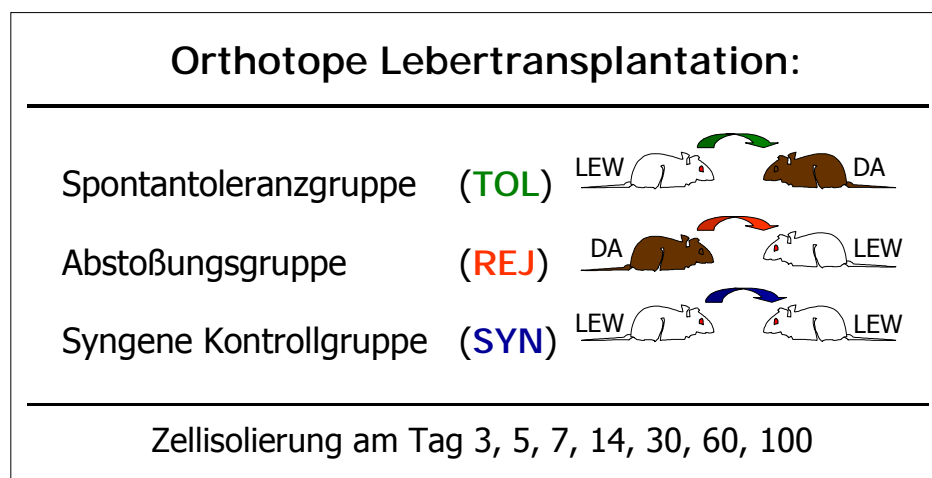 Orthotope Lebertransplantation:
Spontantoleranzgruppe (TOL) LEW DA
Abstoßungsgruppe (REJ) DA LEW
Syngene Kontrollgruppe (SYN) LEW LEW
Zellisolierung am Tag 3, 5, 7, 14, 30, 60, 100